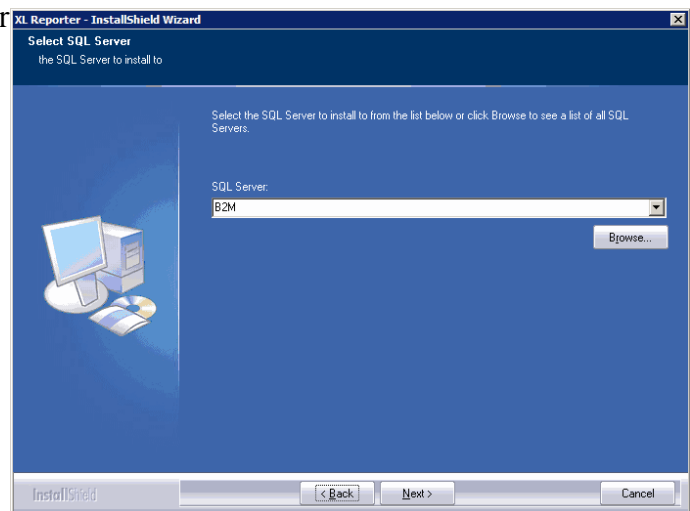 r
XL Reporter - InstallShield Wizard
Select SQL Server
the SQL Server to install to
Select the SQL Server to install to from the list below or click Browse to see a list of all SQL
Servers.
SQL Server:
B2M
Browse...
InstallShield
< Back
Next >
Cancel